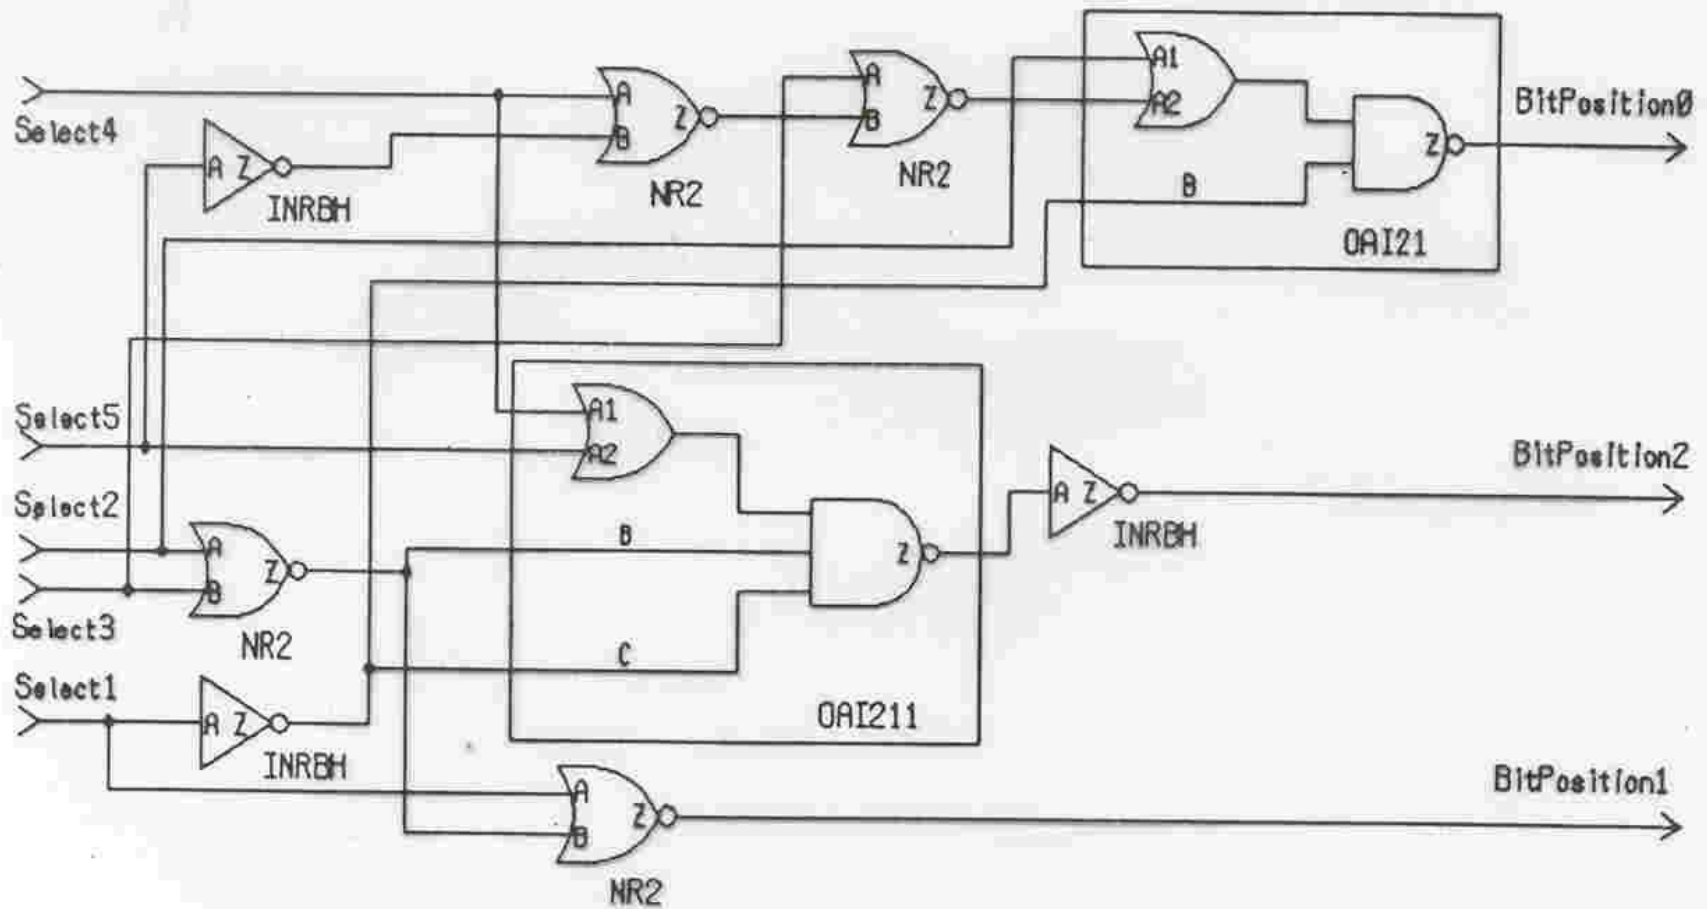 A1
A
A
A2
Z
Z
BitPosition0
Select4
B
B
Z
A Z
NR2
B
INRBH
NR2
OAI21
Select5
A1
A2
BitPosition2
Select2
A Z
A
B
INRBH
Z
Z
B
Select3
NR2
C
Select1
A Z
OAI211
INRBH
BitPosition1
A
Z
B
NR2